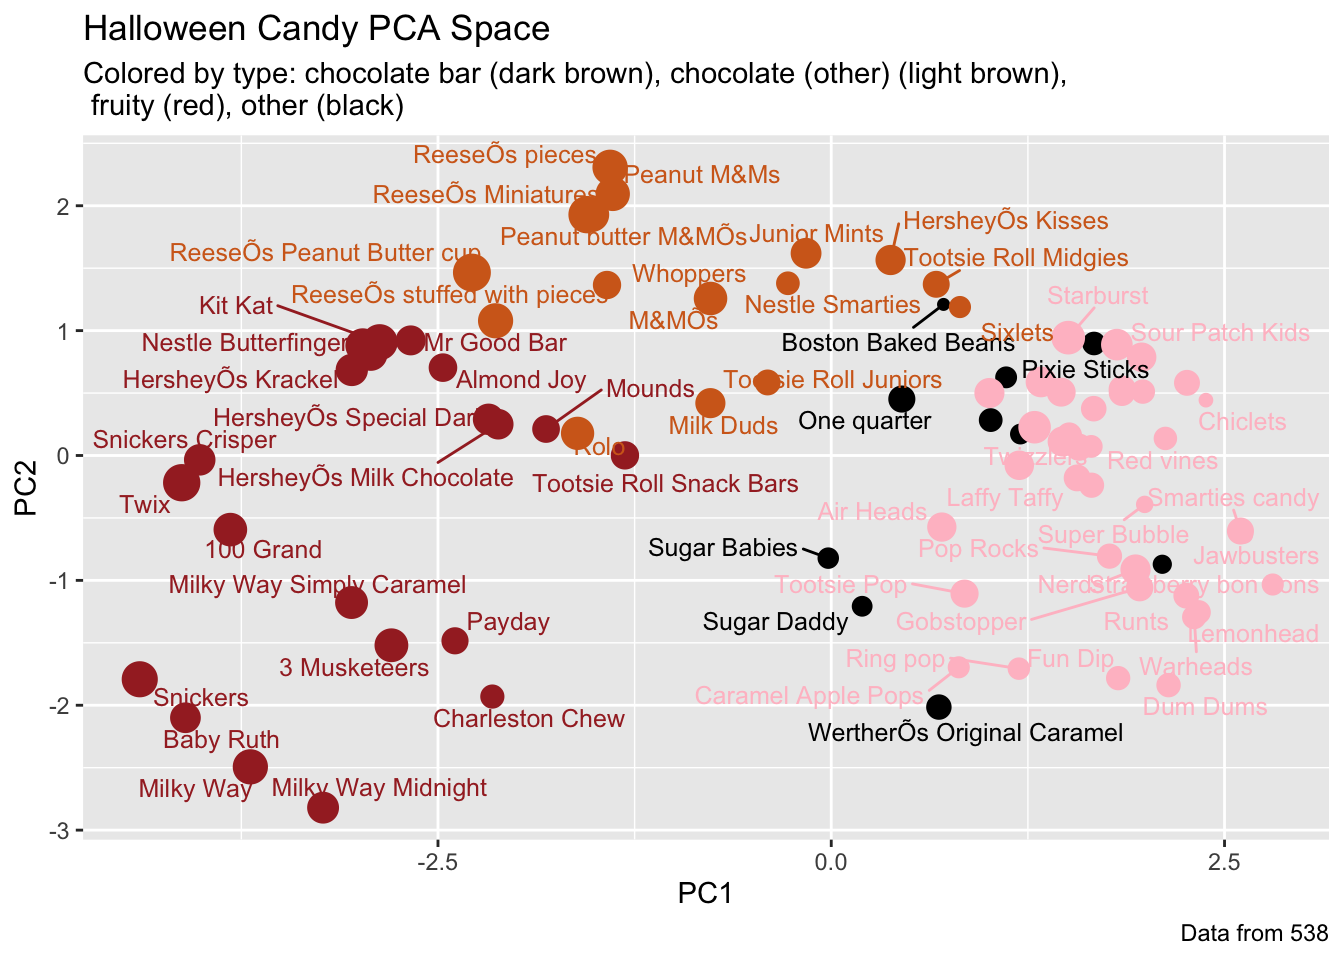 Halloween Candy PCA Space
Colored by type: chocolate bar (dark brown), chocolate (other) (light brown),
fruity (red), other (black)
ReeseÕs pieces
Peanut M&Ms
ReeseÕs Miniatures
Peanut butter M&MÕs
Junior Mints
HersheyÕs Kisses
ReeseÕs Peanut Butter cup
Whoppers
Tootsie Roll Midgies
ReeseÕs stuffed with pieces
Nestle Smarties
Starburst
Kit Kat
M&MÕs
Boston Baked Beans
Sixlets
Sour Patch Kids
Nestle Butterfinger
Mr Good Bar
Pixie Sticks
HersheyÕs Krackel
Almond Joy
Mounds
Tootsie Roll Juniors
HersheyÕs Special Dark
Milk Duds
One quarter
Chiclets
Snickers Crisper
Rolo
Twizzlers
Red vines
HersheyÕs Milk Chocolate
Tootsie Roll Snack Bars
Twix
Laffy Taffy
Smarties candy
Air Heads
Super Bubble
100 Grand
Sugar Babies
Pop Rocks
Jawbusters
Milky Way Simply Caramel
Tootsie Pop
Nerds
Strawberry bon bons
Payday
Sugar Daddy
Gobstopper
Runts
Lemonhead
3 Musketeers
Ring pop
Fun Dip
Warheads
Snickers
Caramel Apple Pops
Dum Dums
Charleston Chew
Baby Ruth
WertherÕs Original Caramel
Milky Way
Milky Way Midnight
2
1
0
-1
-2
-3
PC2
-2.5
0.0
2.5
PC1
Data from 538